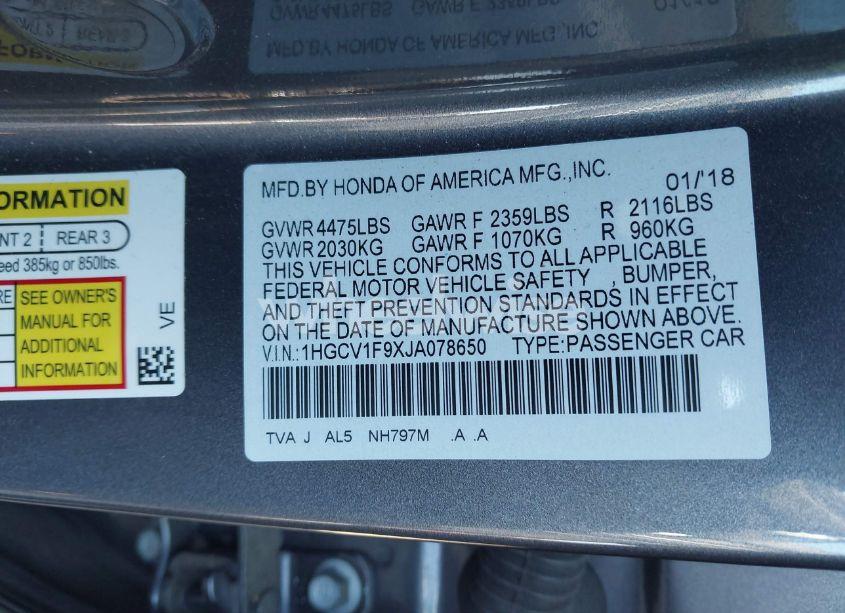 MFD.BY HONDA OF AMERICA MFG.,INC.
01/'18
GVWR 4475LBS GAWR F 2359LBS R 2116LBS
GVWR 2030KG GAWR F 1070KG R 960KG
THIS VEHICLE CONFORMS TO ALL APPLICABLE
FEDERAL MOTOR VEHICLE SAFETY , BUMPER,
AND THEFT PREVENTION STANDARDS IN EFFECT
ON THE DATE OF MANUFACTURE SHOWN ABOVE.
V.I.N.:1HGCV1F9XJA078650 TYPE:PASSENGER CAR
TVA J AL5 NH797M .A .A
ORMATION
NT 2 REAR 3
eed 385kg or 850lbs.
RE SEE OWNER'S
MANUAL FOR
ADDITIONAL
INFORMATION
VE